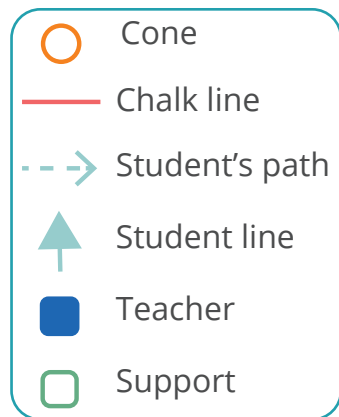 Cone
Chalk line
Student’s path
Student line
Teacher
Support